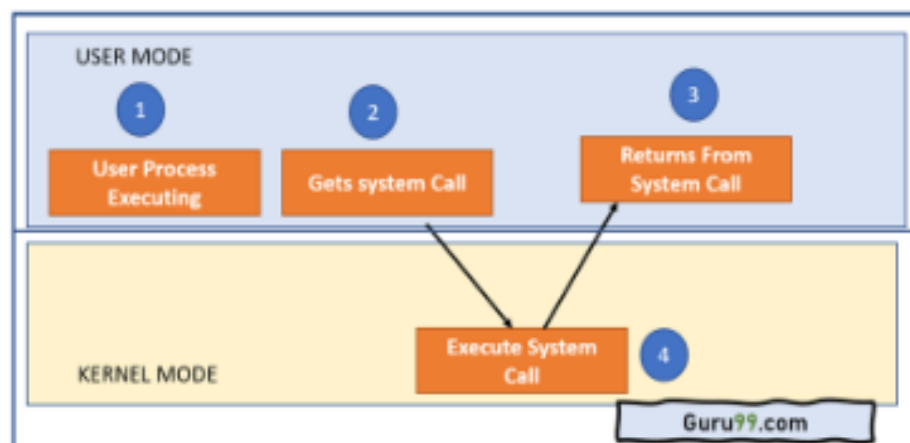 USER MODE
1
2
3
User Process
Executing
Gets system Call
Returns From
System Call
Execute System
Call
4
KERNEL MODE
Guru99.com